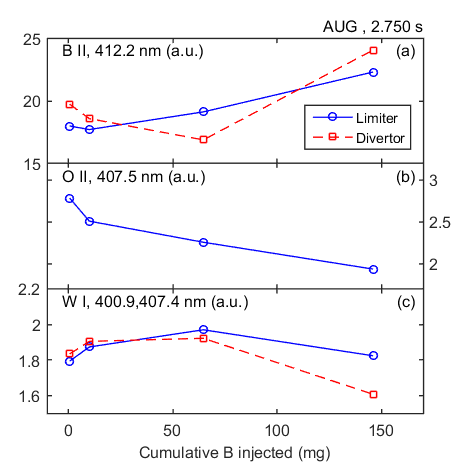 AUG , 2.750 s
25
B II, 412.2 nm (a.u.)
(a)
20
Limiter
Divertor
15
O II, 407.5 nm (a.u.)
(b)
3
2.5
2
2.2
W I, 400.9,407.4 nm (a.u.)
(c)
2
1.8
1.6
0
50
100
150
Cumulative B injected (mg)